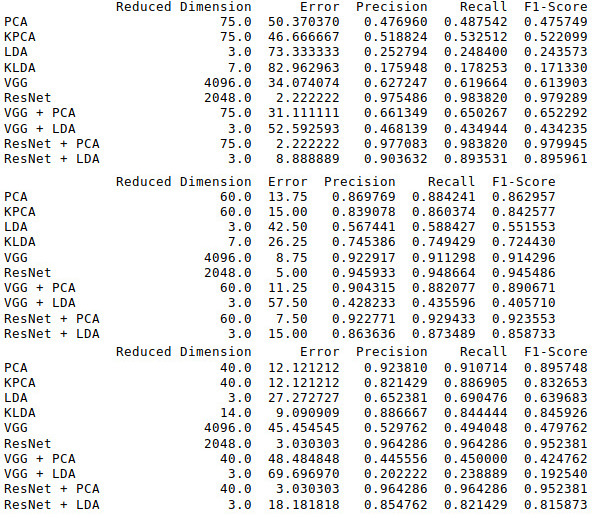 Reduced Dimension Error Precision Recall F1-Score
PCA 75.0 50.370370 0.476960 0.487542 0.475749
KPCA 75.0 46.666667 0.518824 0.532512 0.522099
LDA 3.0 73.333333 0.252794 0.248400 0.243573
KLDA 7.0 82.962963 0.175948 0.178253 0.171330
VGG 4096.0 34.074074 0.627247 0.619664 0.613903
ResNet 2048.0 2.222222 0.975486 0.983820 0.979289
VGG + PCA 75.0 31.111111 0.661349 0.650267 0.652292
VGG + LDA 3.0 52.592593 0.468139 0.434944 0.434235
ResNet + PCA 75.0 2.222222 0.977083 0.983820 0.979945
ResNet + LDA 3.0 8.888889 0.903632 0.893531 0.895961
Reduced Dimension Error Precision Recall F1-Score
PCA 60.0 13.75 0.869769 0.884241 0.862957
KPCA 60.0 15.00 0.839078 0.860374 0.842577
LDA 3.0 42.50 0.567441 0.588427 0.551553
KLDA 7.0 26.25 0.745386 0.749429 0.724430
VGG 4096.0 8.75 0.922917 0.911298 0.914296
ResNet 2048.0 5.00 0.945933 0.948664 0.945486
VGG + PCA 60.0 11.25 0.904315 0.882077 0.890671
VGG + LDA 3.0 57.50 0.428233 0.435596 0.405710
ResNet + PCA 60.0 7.50 0.922771 0.929433 0.923553
ResNet + LDA 3.0 15.00 0.863636 0.873489 0.858733
Reduced Dimension Error Precision Recall F1-Score
PCA 40.0 12.121212 0.923810 0.910714 0.895748
KPCA 40.0 12.121212 0.821429 0.886905 0.832653
LDA 3.0 27.272727 0.652381 0.690476 0.639683
KLDA 14.0 9.090909 0.886667 0.844444 0.845926
VGG 4096.0 45.454545 0.529762 0.494048 0.479762
ResNet 2048.0 3.030303 0.964286 0.964286 0.952381
VGG + PCA 40.0 48.484848 0.445556 0.450000 0.424762
VGG + LDA 3.0 69.696970 0.202222 0.238889 0.192540
ResNet + PCA 40.0 3.030303 0.964286 0.964286 0.952381
ResNet + LDA 3.0 18.181818 0.854762 0.821429 0.815873